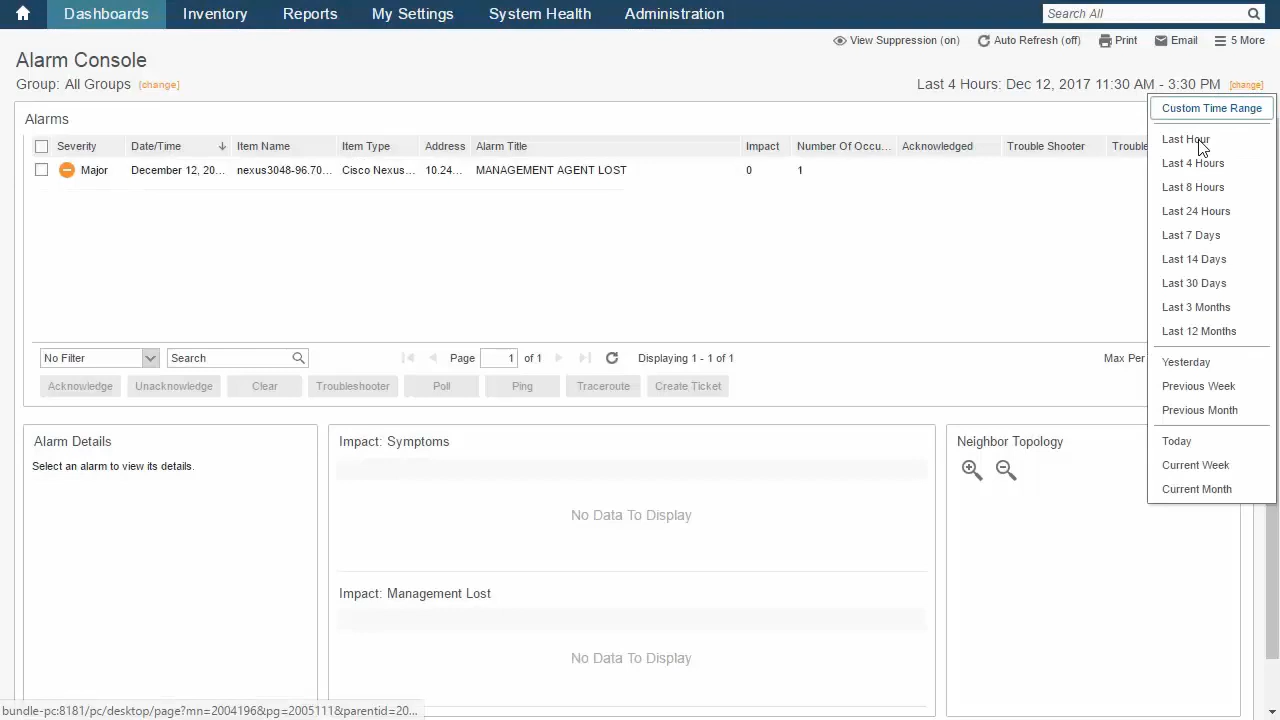 Dashboards Inventory Reports My Settings System Health Administration Search All
View Suppression (on) Auto Refresh (off) Print Email 5 More
Alarm Console
Group: All Groups [change] Last 4 Hours: Dec 12, 2017 11:30 AM - 3:30 PM [change]
Custom Time Range
Last Hour
Last 4 Hours
Last 8 Hours
Last 24 Hours
Last 7 Days
Last 14 Days
Last 30 Days
Last 3 Months
Last 12 Months
Yesterday
Previous Week
Previous Month
Today
Current Week
Current Month
Alarms
Severity Date/Time Item Name Item Type Address Alarm Title Impact Number Of Occu... Acknowledged Trouble Shooter Trouble
Major December 12, 20... nexus3048-96.70... Cisco Nexus... 10.24... MANAGEMENT AGENT LOST 0 1
No Filter Search Page 1 of 1 Displaying 1 - 1 of 1 Max Per
Acknowledge Unacknowledge Clear Troubleshooter Poll Ping Traceroute Create Ticket
Alarm Details
Select an alarm to view its details.
Impact: Symptoms
No Data To Display
Impact: Management Lost
No Data To Display
Neighbor Topology
bundle-pc:8181/pc/desktop/page?mn=2004196&pg=2005111&parentid=20...